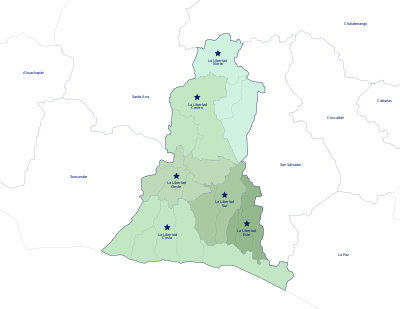 Chalatenango
La Libertad
Norte
Ahuachapán
Santa Ana
La Libertad
Centro
Cabañas
Cuscatlán
San Salvador
Sonsonate
La Libertad
Oeste
La Libertad
Sur
La Libertad
Este
La Libertad
Costa
La Paz